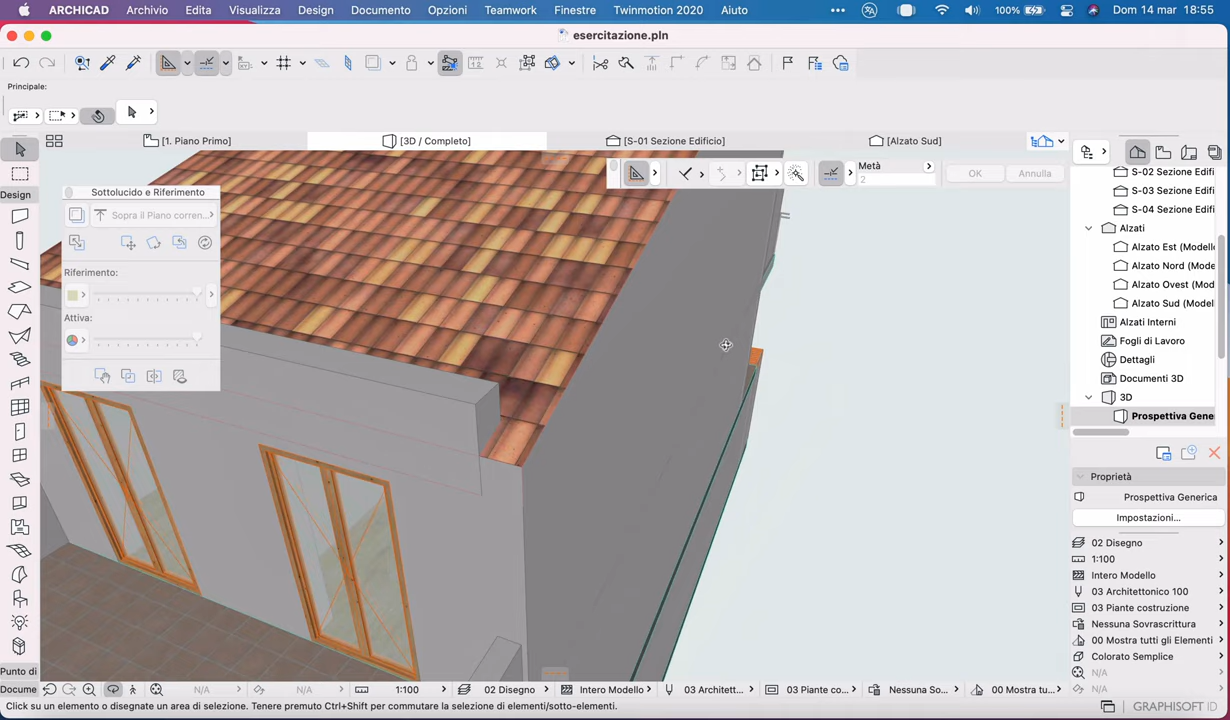 ARCHICAD Archivio Edita Visualizza Design Documento Opzioni Teamwork Finestre Twinmotion 2020 Aiuto 100% Dom 14 mar 18:55
esercitazione.pln
Principale:
[1. Piano Primo] [3D / Completo] [S-01 Sezione Edificio] [Alzato Sud]
Metà
2
OK Annulla
Sottolucido e Riferimento
Sopra il Piano corren...
Riferimento:
Attiva:
Design
Punto di
Docume
S-02 Sezione Edifi
S-03 Sezione Edifi
S-04 Sezione Edifi
Alzati
Alzato Est (Modelle
Alzato Nord (Mode
Alzato Ovest (Mode
Alzato Sud (Model
Alzati Interni
Fogli di Lavoro
Dettagli
Documenti 3D
3D
Prospettiva Gene
Proprietà
Prospettiva Generica
Impostazioni...
02 Disegno
1:100
Intero Modello
03 Architettonico 100
03 Piante costruzione
Nessuna Sovrascrittura
00 Mostra tutti gli Elementi
Colorato Semplice
N/A
N/A
N/A N/A 1:100 02 Disegno Intero Modello 03 Architett... 03 Piante co... Nessuna So... 00 Mostra tu...
Click su un elemento o disegnate un area di selezione. Tenere premuto Ctrl+Shift per commutare la selezione di elementi/sotto-elementi.
GRAPHISOFT ID